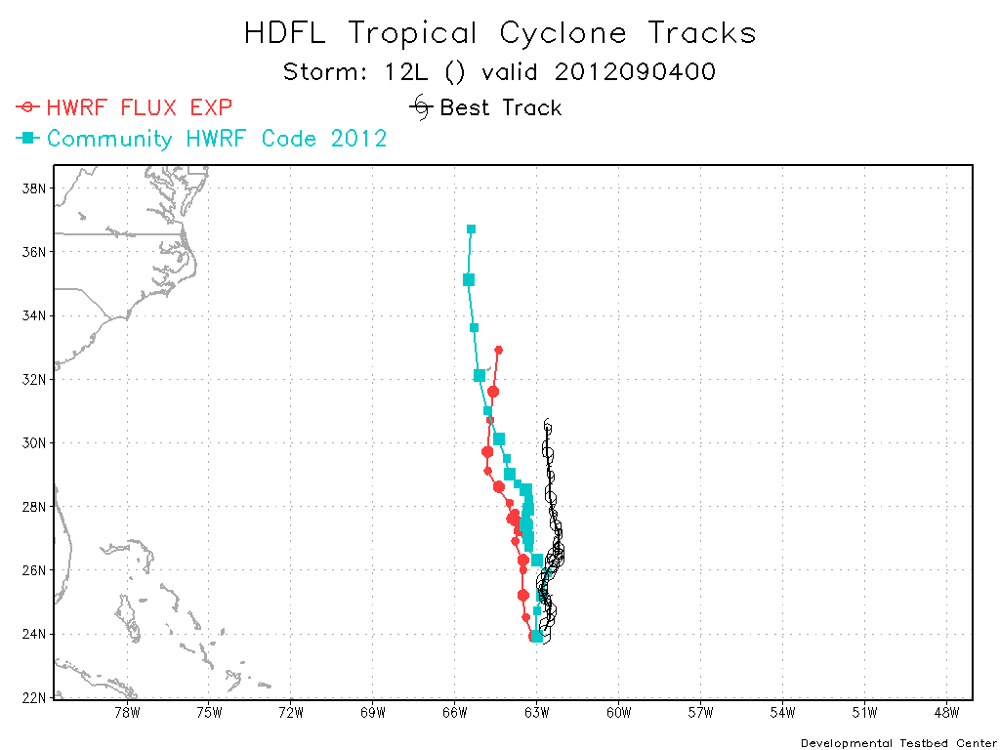 HDFL Tropical Cyclone Tracks
Storm: 12L () valid 2012090400
HWRF FLUX EXP
Best Track
Community HWRF Code 2012
38N
36N
34N
32N
30N
28N
26N
24N
22N
78W 75W 72W 69W 66W 63W 60W 57W 54W 51W 48W
Developmental Testbed Center